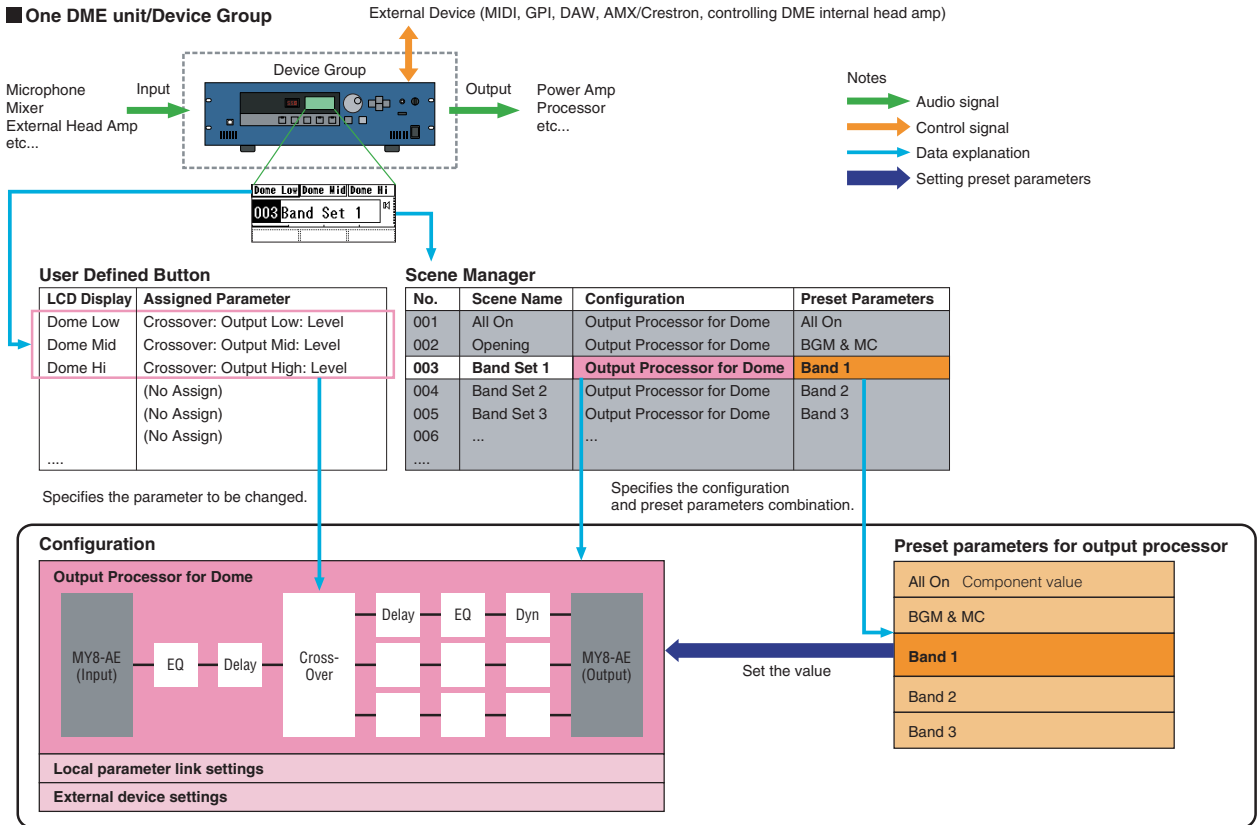 ■ One DME unit/Device Group
External Device (MIDI, GPI, DAW, AMX/Crestron, controlling DME internal head amp)
Device Group
Microphone
Mixer
External Head Amp
etc...
Input
Output
Power Amp
Processor
etc...
Notes
Audio signal
Control signal
Data explanation
Setting preset parameters
Dome Low Dome Mid Dome Hi
003 Band Set 1
User Defined Button
LCD Display Assigned Parameter
Dome Low Crossover: Output Low: Level
Dome Mid Crossover: Output Mid: Level
Dome Hi Crossover: Output High: Level
(No Assign)
(No Assign)
(No Assign)
....
Specifies the parameter to be changed.
Scene Manager
No. Scene Name Configuration Preset Parameters
001 All On Output Processor for Dome All On
002 Opening Output Processor for Dome BGM & MC
003 Band Set 1 Output Processor for Dome Band 1
004 Band Set 2 Output Processor for Dome Band 2
005 Band Set 3 Output Processor for Dome Band 3
006 ... ...
....
Specifies the configuration
and preset parameters combination.
Configuration
Output Processor for Dome
MY8-AE
(Input)
EQ
Delay
Cross-
Over
Delay
EQ
Dyn
MY8-AE
(Output)
Local parameter link settings
External device settings
Set the value
Preset parameters for output processor
All On Component value
BGM & MC
Band 1
Band 2
Band 3